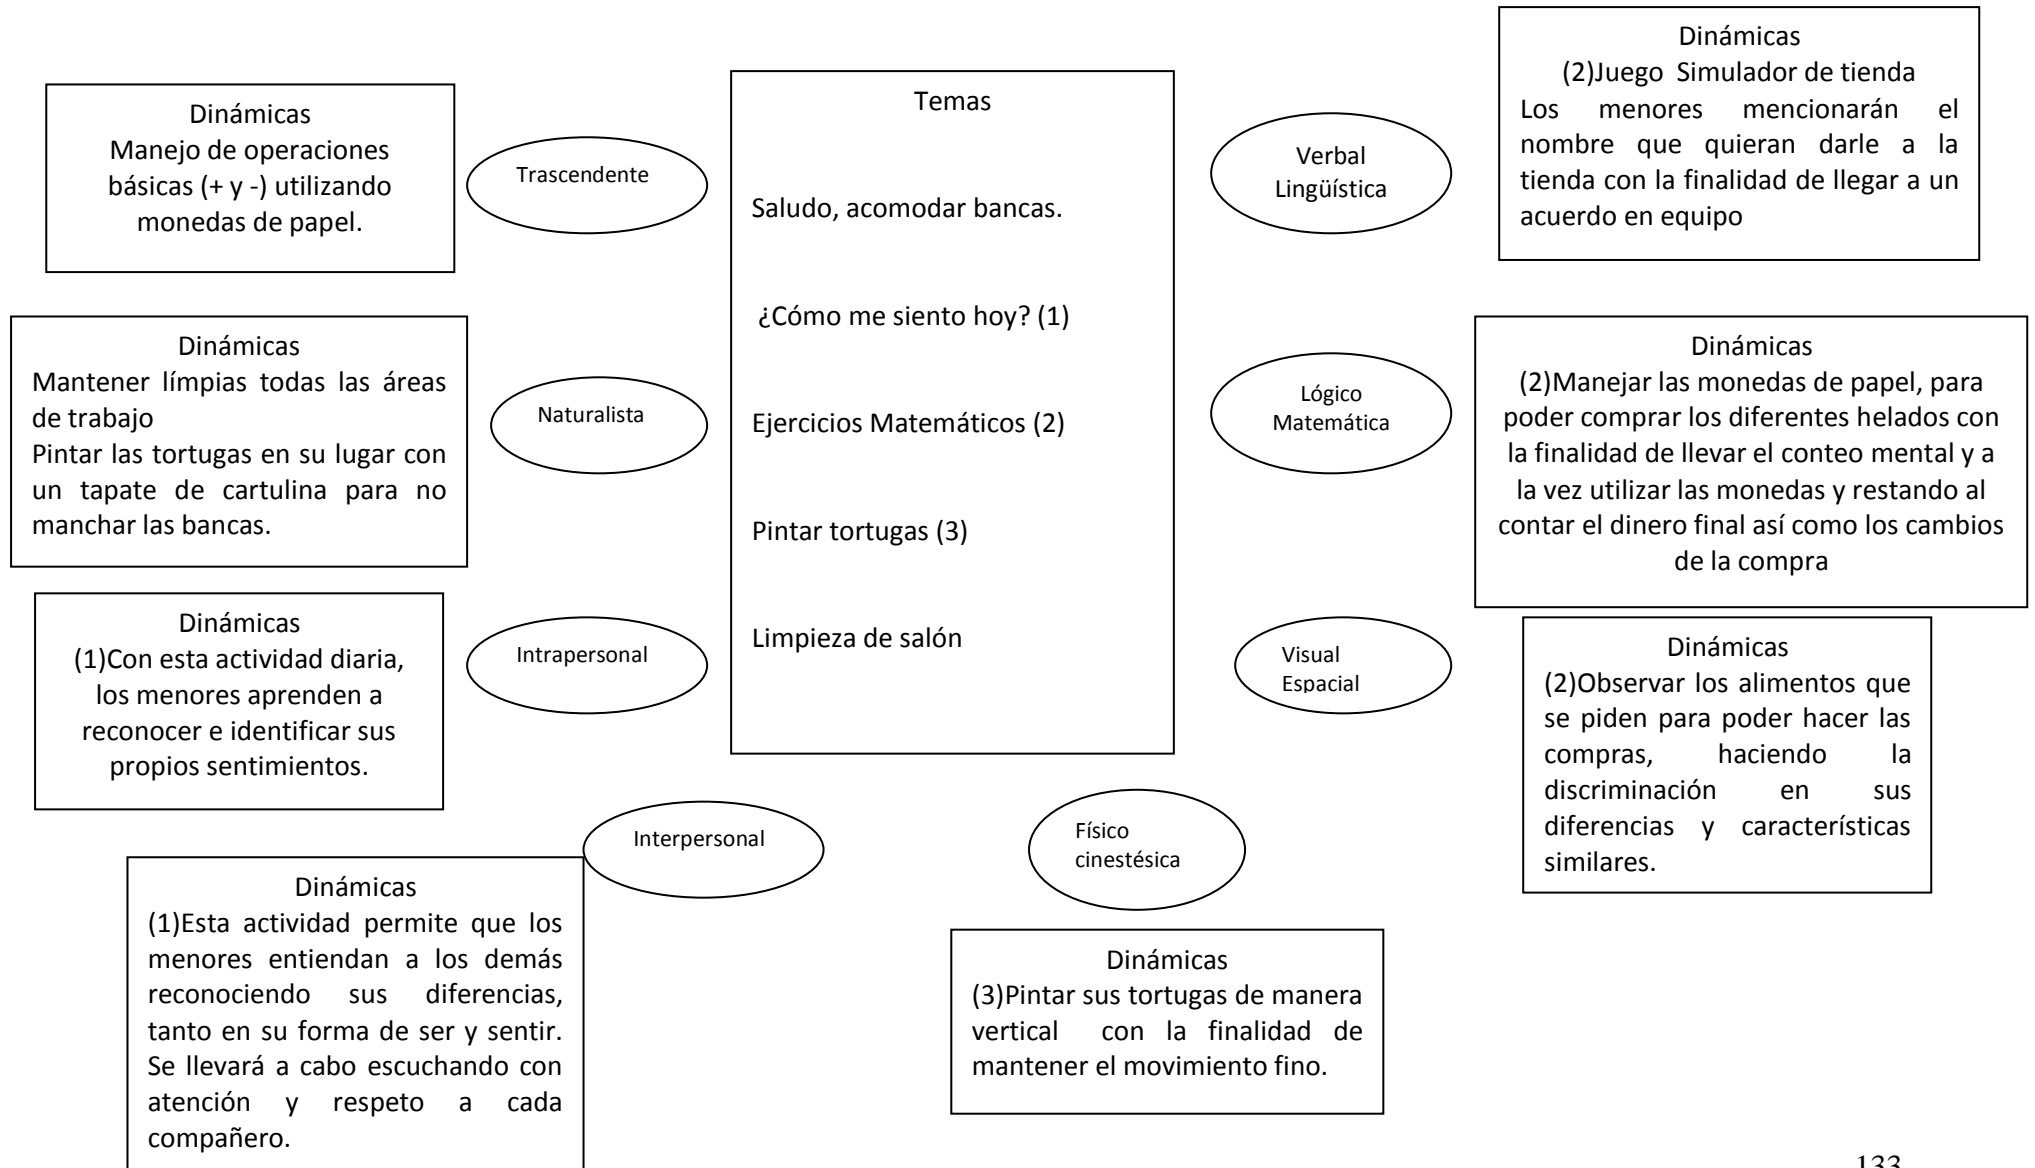 Dinámicas
Manejo de operaciones
básicas (+ y -) utilizando
monedas de papel.
Trascendente
Temas
Saludo, acomodar bancas.
¿Cómo me siento hoy? (1)
Ejercicios Matemáticos (2)
Pintar tortugas (3)
Limpieza de salón
Verbal
Lingüística
Dinámicas
(2)Juego Simulador de tienda
Los menores mencionarán el
nombre que quieran darle a la
tienda con la finalidad de llegar a un
acuerdo en equipo
Dinámicas
Mantener límpias todas las áreas
de trabajo
Pintar las tortugas en su lugar con
un tapate de cartulina para no
manchar las bancas.
Naturalista
Lógico
Matemática
Dinámicas
(2)Manejar las monedas de papel, para
poder comprar los diferentes helados con
la finalidad de llevar el conteo mental y a
la vez utilizar las monedas y restando al
contar el dinero final así como los cambios
de la compra
Dinámicas
(1)Con esta actividad diaria,
los menores aprenden a
reconocer e identificar sus
propios sentimientos.
Intrapersonal
Visual
Espacial
Dinámicas
(2)Observar los alimentos que
se piden para poder hacer las
compras, haciendo la
discriminación en sus
diferencias y características
similares.
Interpersonal
Dinámicas
(1)Esta actividad permite que los
menores entiendan a los demás
reconociendo sus diferencias,
tanto en su forma de ser y sentir.
Se llevará a cabo escuchando con
atención y respeto a cada
compañero.
Físico
cinestésica
Dinámicas
(3)Pintar sus tortugas de manera
vertical con la finalidad de
mantener el movimiento fino.
133